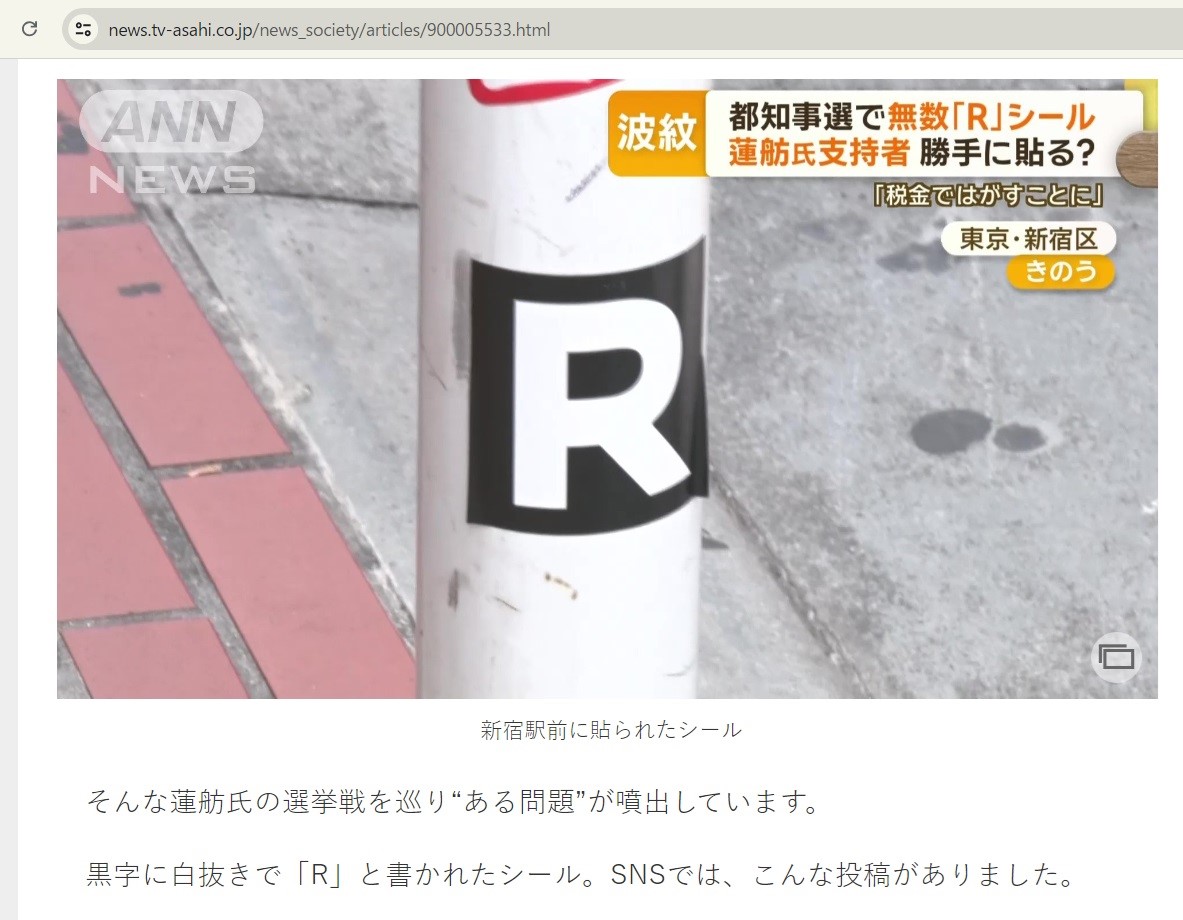 news.tv-asahi.co.jp/news_society/articles/900005533.html
ANN
NEWS
波紋
都知事選で無数「R」シール
蓮舫氏支持者 勝手に貼る?
「税金ではがすことに」
東京・新宿区
きのう
R
新宿駅前に貼られたシール
そんな蓮舫氏の選挙戦を巡り“ある問題”が噴出しています。
黒字に白抜きで「R」と書かれたシール。SNSでは、こんな投稿がありました。